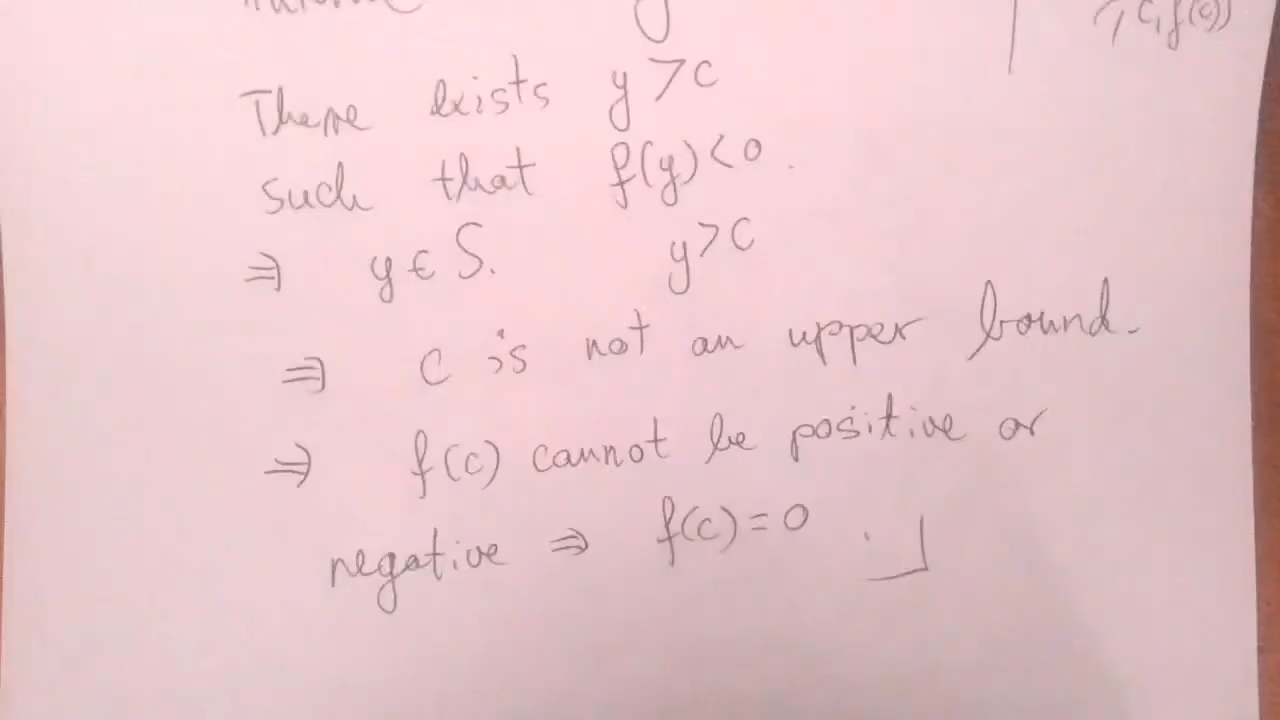 c, f(c))
There exists y > c
such that f(y) < 0.
⇒ y ∈ S. y > c
⇒ c is not an upper bound.
⇒ f(c) cannot be positive or
negative ⇒ f(c) = 0.